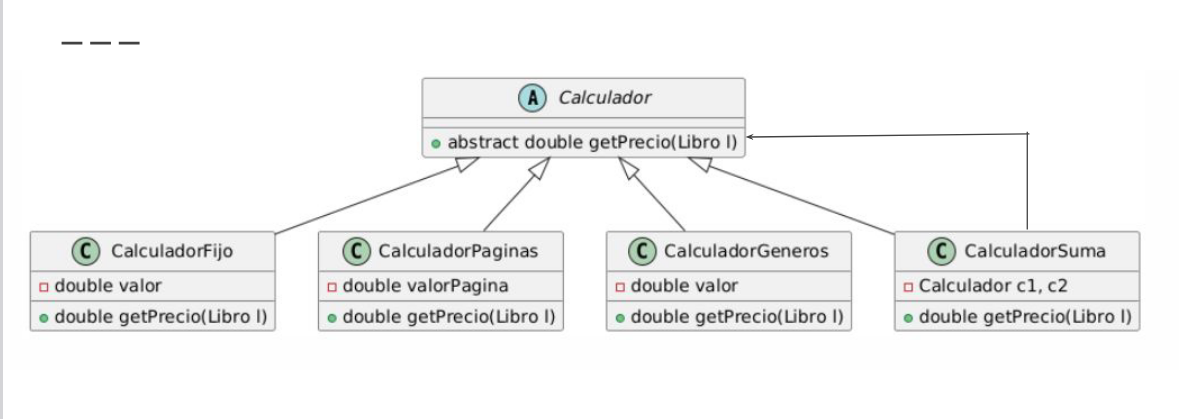 A Calculador
abstract double getPrecio(Libro l)
C CalculadorFijo
double valor
double getPrecio(Libro l)
C CalculadorPaginas
double valorPagina
double getPrecio(Libro l)
C CalculadorGeneros
double valor
double getPrecio(Libro l)
C CalculadorSuma
Calculador c1, c2
double getPrecio(Libro l)